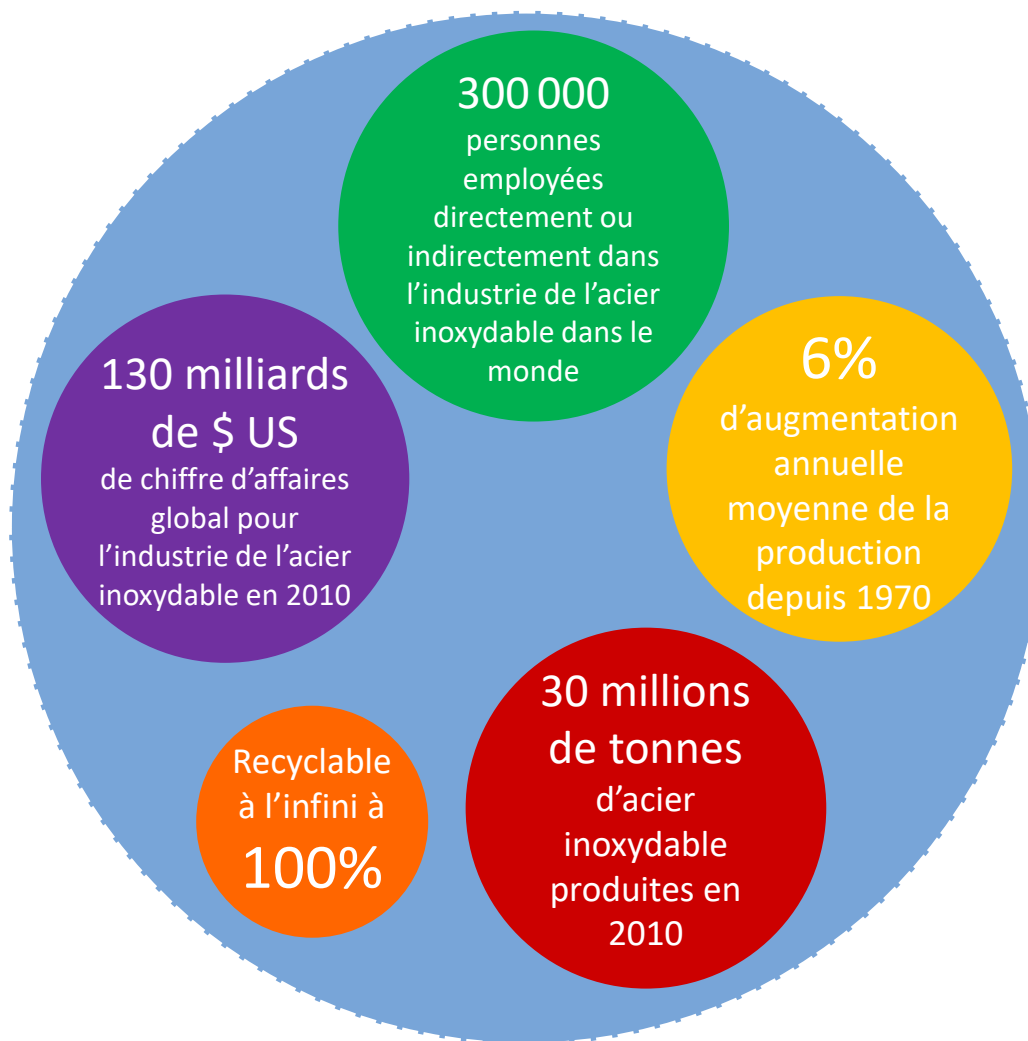 300 000
personnes
employées
directement ou
indirectement dans
l’industrie de l’acier
inoxydable dans le
monde
130 milliards
de $ US
de chiffre d’affaires
global pour
l’industrie de l’acier
inoxydable en 2010
6%
d’augmentation
annuelle
moyenne de la
production
depuis 1970
Recyclable
à l’infini à
100%
30 millions
de tonnes
d’acier
inoxydable
produites en
2010